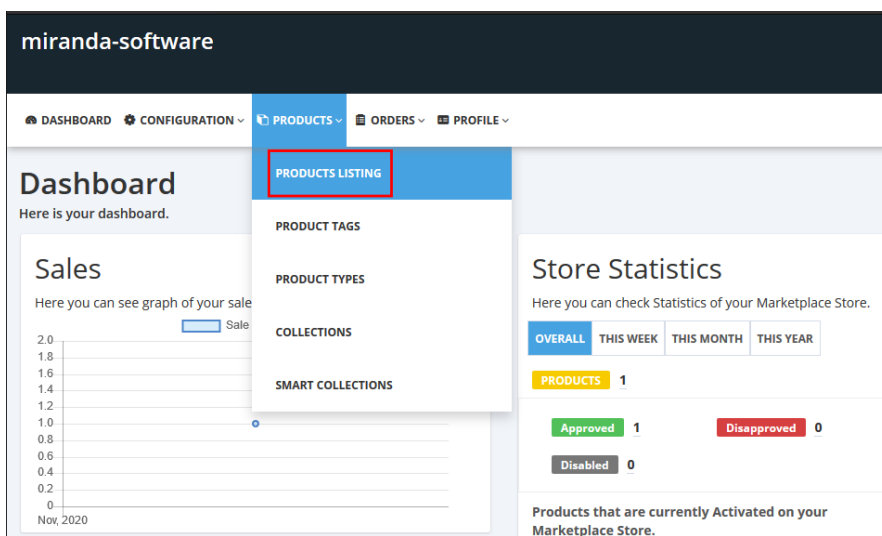 miranda-software
DASHBOARD CONFIGURATION PRODUCTS ORDERS PROFILE
PRODUCTS LISTING
PRODUCT TAGS
PRODUCT TYPES
COLLECTIONS
SMART COLLECTIONS
Dashboard
Here is your dashboard.
Sales
Here you can see graph of your sale
Sale
2.0
1.8
1.6
1.4
1.2
1.0
0.8
0.6
0.4
0.2
0
Nov, 2020
Store Statistics
Here you can check Statistics of your Marketplace Store.
OVERALL THIS WEEK THIS MONTH THIS YEAR
PRODUCTS 1
Approved 1 Disapproved 0
Disabled 0
Products that are currently Activated on your
Marketplace Store.